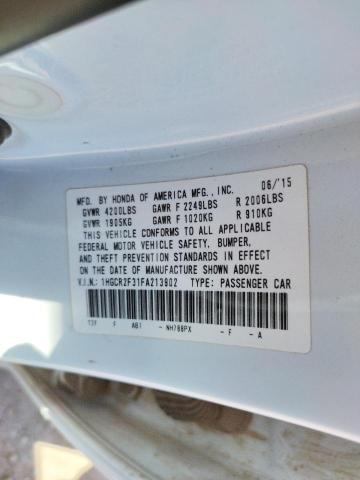 MFD. BY HONDA OF AMERICA MFG.,INC. 06/'15
GVWR 4200LBS GAWR F 2249LBS R 2006LBS
GVWR 1905KG GAWR F 1020KG R 910KG
THIS VEHICLE CONFORMS TO ALL APPLICABLE
FEDERAL MOTOR VEHICLE SAFETY, BUMPER,
AND THEFT PREVENTION STANDARDS IN EFFECT
ON THE DATE OF MANUFACTURE SHOWN ABOVE.
V.I.N.: 1HGCR2F31FA213902 TYPE: PASSENGER CAR
F AB1 - NH788PX - F - A